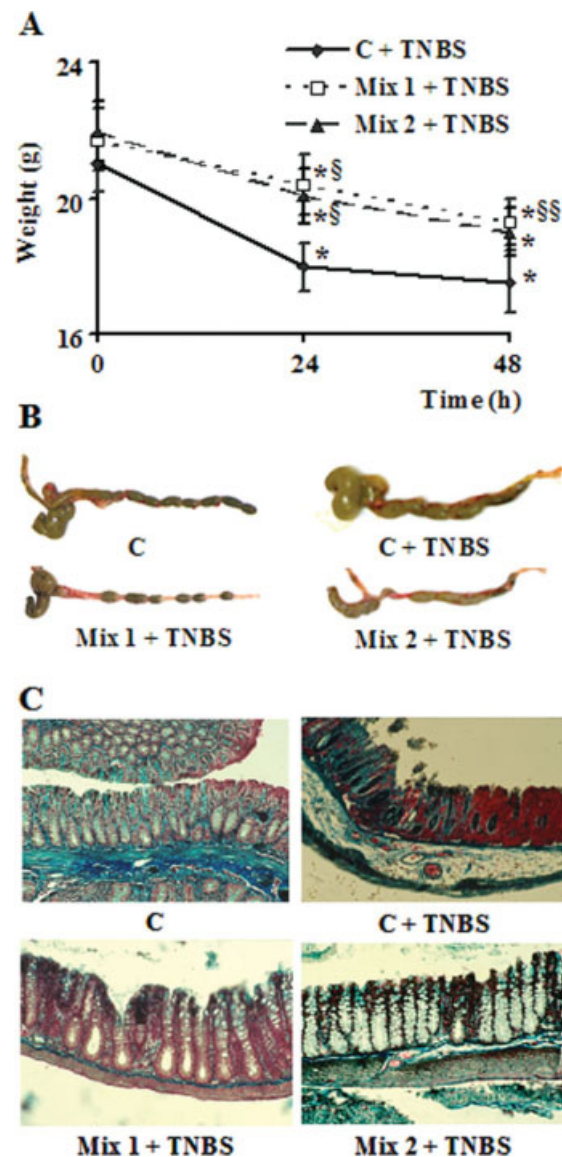 A
C + TNBS
Mix 1 + TNBS
Mix 2 + TNBS
Weight (g)
24
20
16
*§
*§
*
*§§
*
*
0
24
48
Time (h)
B
C
C + TNBS
Mix 1 + TNBS
Mix 2 + TNBS
C
C
C + TNBS
Mix 1 + TNBS
Mix 2 + TNBS